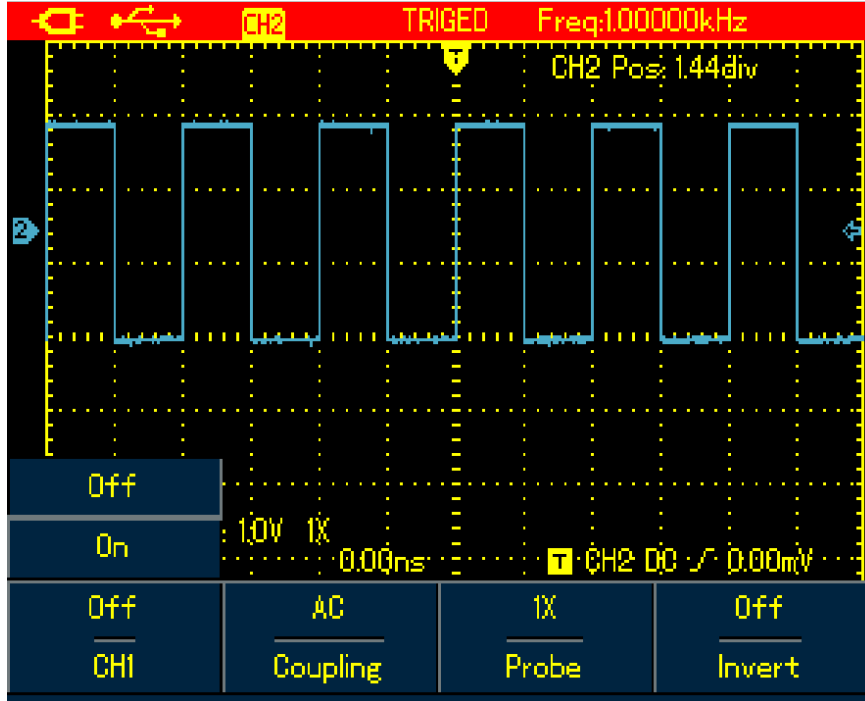 CH2 TRIGED Freq:1.00000kHz
T
CH2 Pos: 1.44div
2
Off
On
: 1.0V 1X
0.00ns
T CH2 DC 0.00mV
Off AC 1X Off
CH1 Coupling Probe Invert